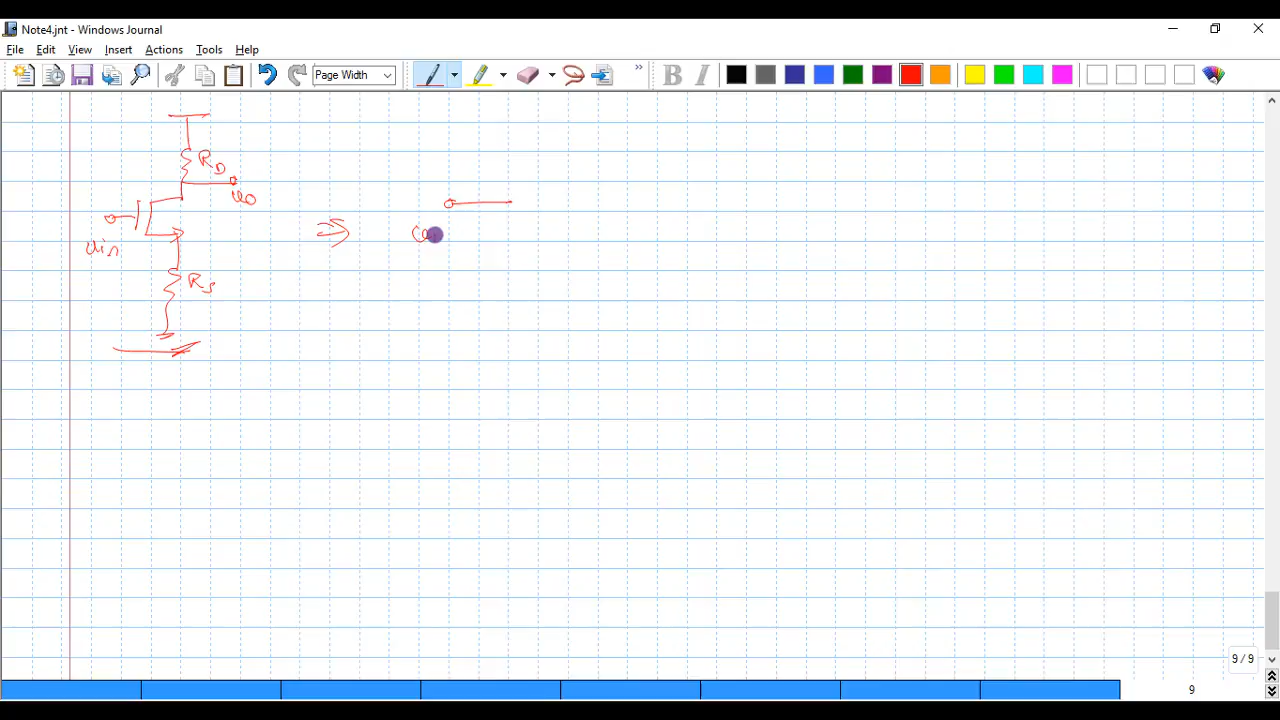 Note4.jnt - Windows Journal
File Edit View Insert Actions Tools Help
Page Width
B I
RD
vo
vin
Rs
9 / 9
9